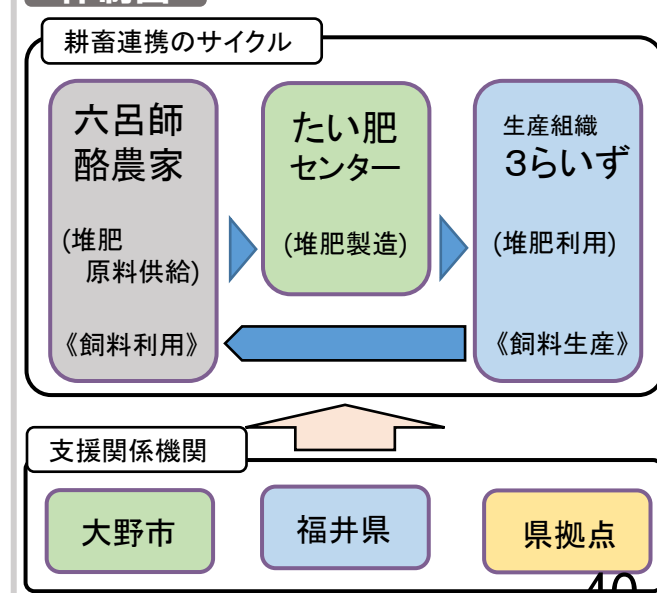 耕畜連携のサイクル
六呂師
酪農家
(堆肥
原料供給)
《飼料利用》
たい肥
センター
(堆肥製造)
生産組織
3らいず
(堆肥利用)
《飼料生産》
支援関係機関
大野市
福井県
県拠点